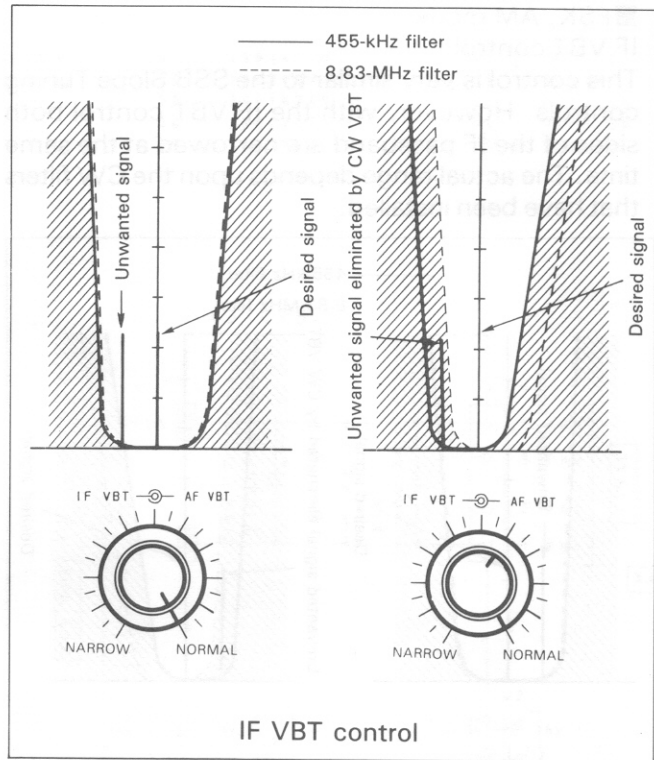 455-kHz filter
8.83-MHz filter
Unwanted signal
Desired signal
Unwanted signal eliminated by CW VBT
Desired signal
IF VBT AF VBT
NARROW NORMAL
IF VBT AF VBT
NARROW NORMAL
IF VBT control